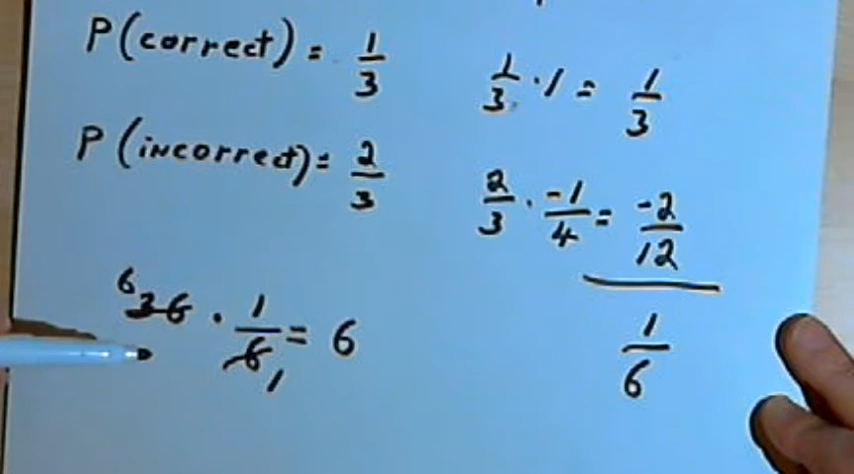 P(correct) = 1/3
P(incorrect) = 2/3
1/3 · 1 = 1/3
2/3 · -1/4 = -2/12
1/6
6
36 · 1/6 = 6
1